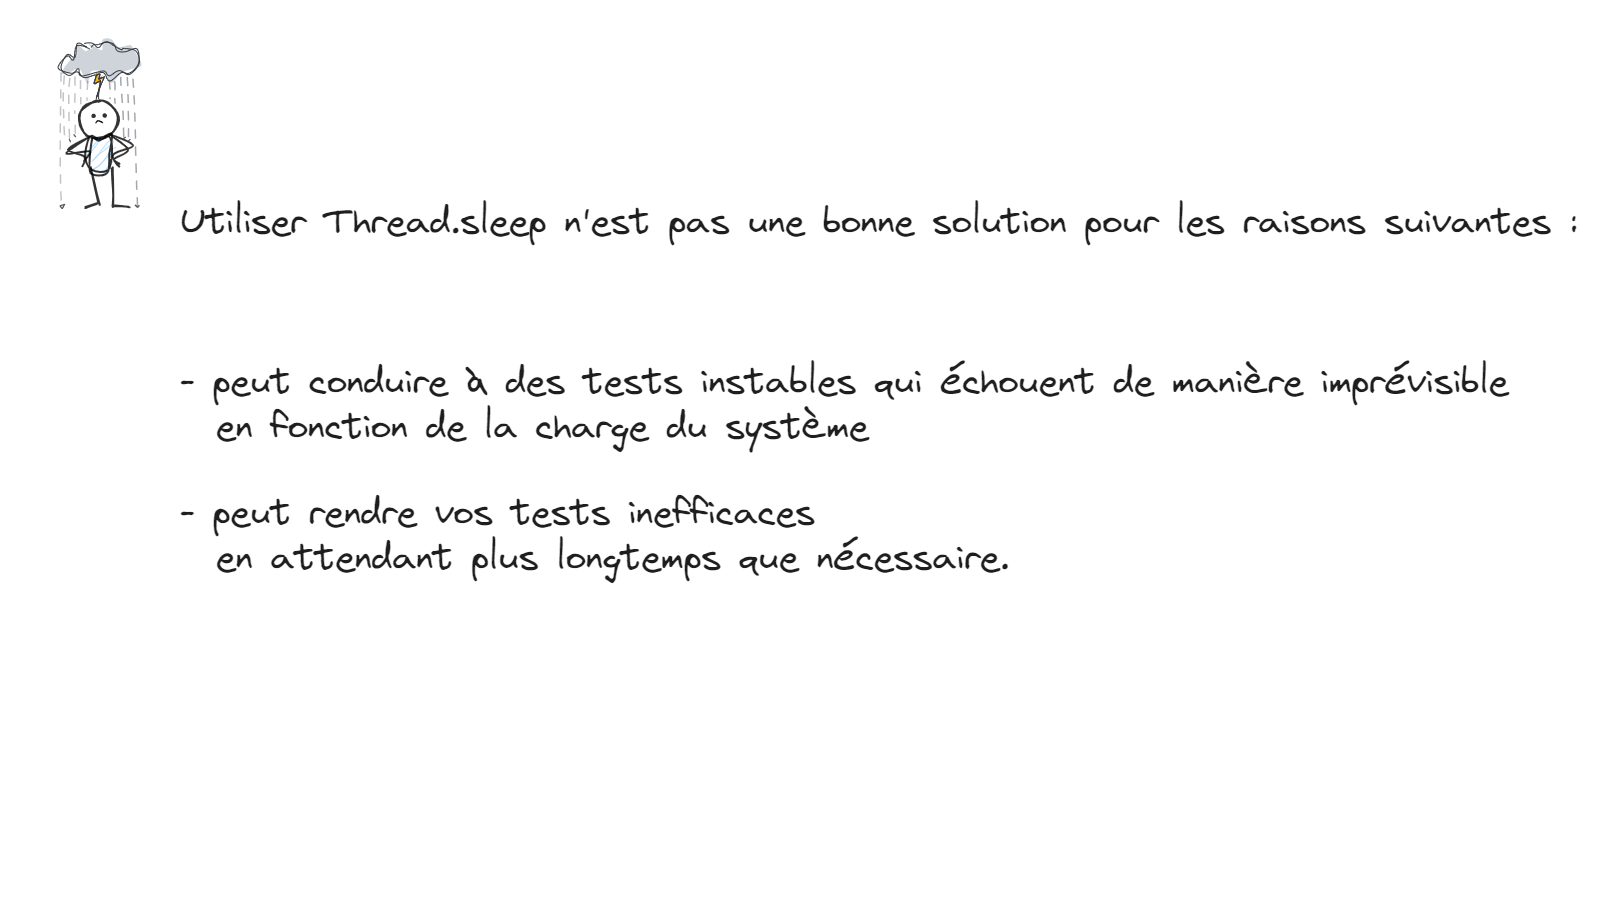 Utiliser Thread.sleep n'est pas une bonne solution pour les raisons suivantes :
- peut conduire à des tests instables qui échouent de manière imprévisible
en fonction de la charge du système
- peut rendre vos tests inefficaces
en attendant plus longtemps que nécessaire.